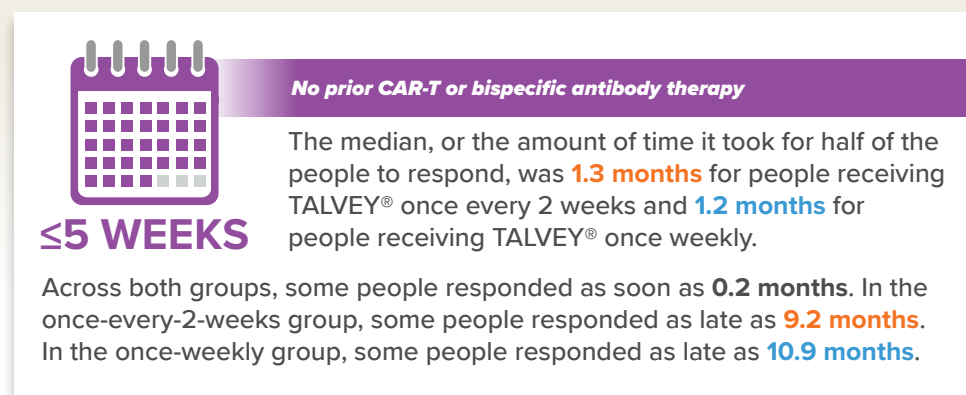 No prior CAR-T or bispecific antibody therapy
The median, or the amount of time it took for half of the
people to respond, was 1.3 months for people receiving
TALVEY® once every 2 weeks and 1.2 months for
people receiving TALVEY® once weekly.
≤5 WEEKS
Across both groups, some people responded as soon as 0.2 months. In the
once-every-2-weeks group, some people responded as late as 9.2 months.
In the once-weekly group, some people responded as late as 10.9 months.